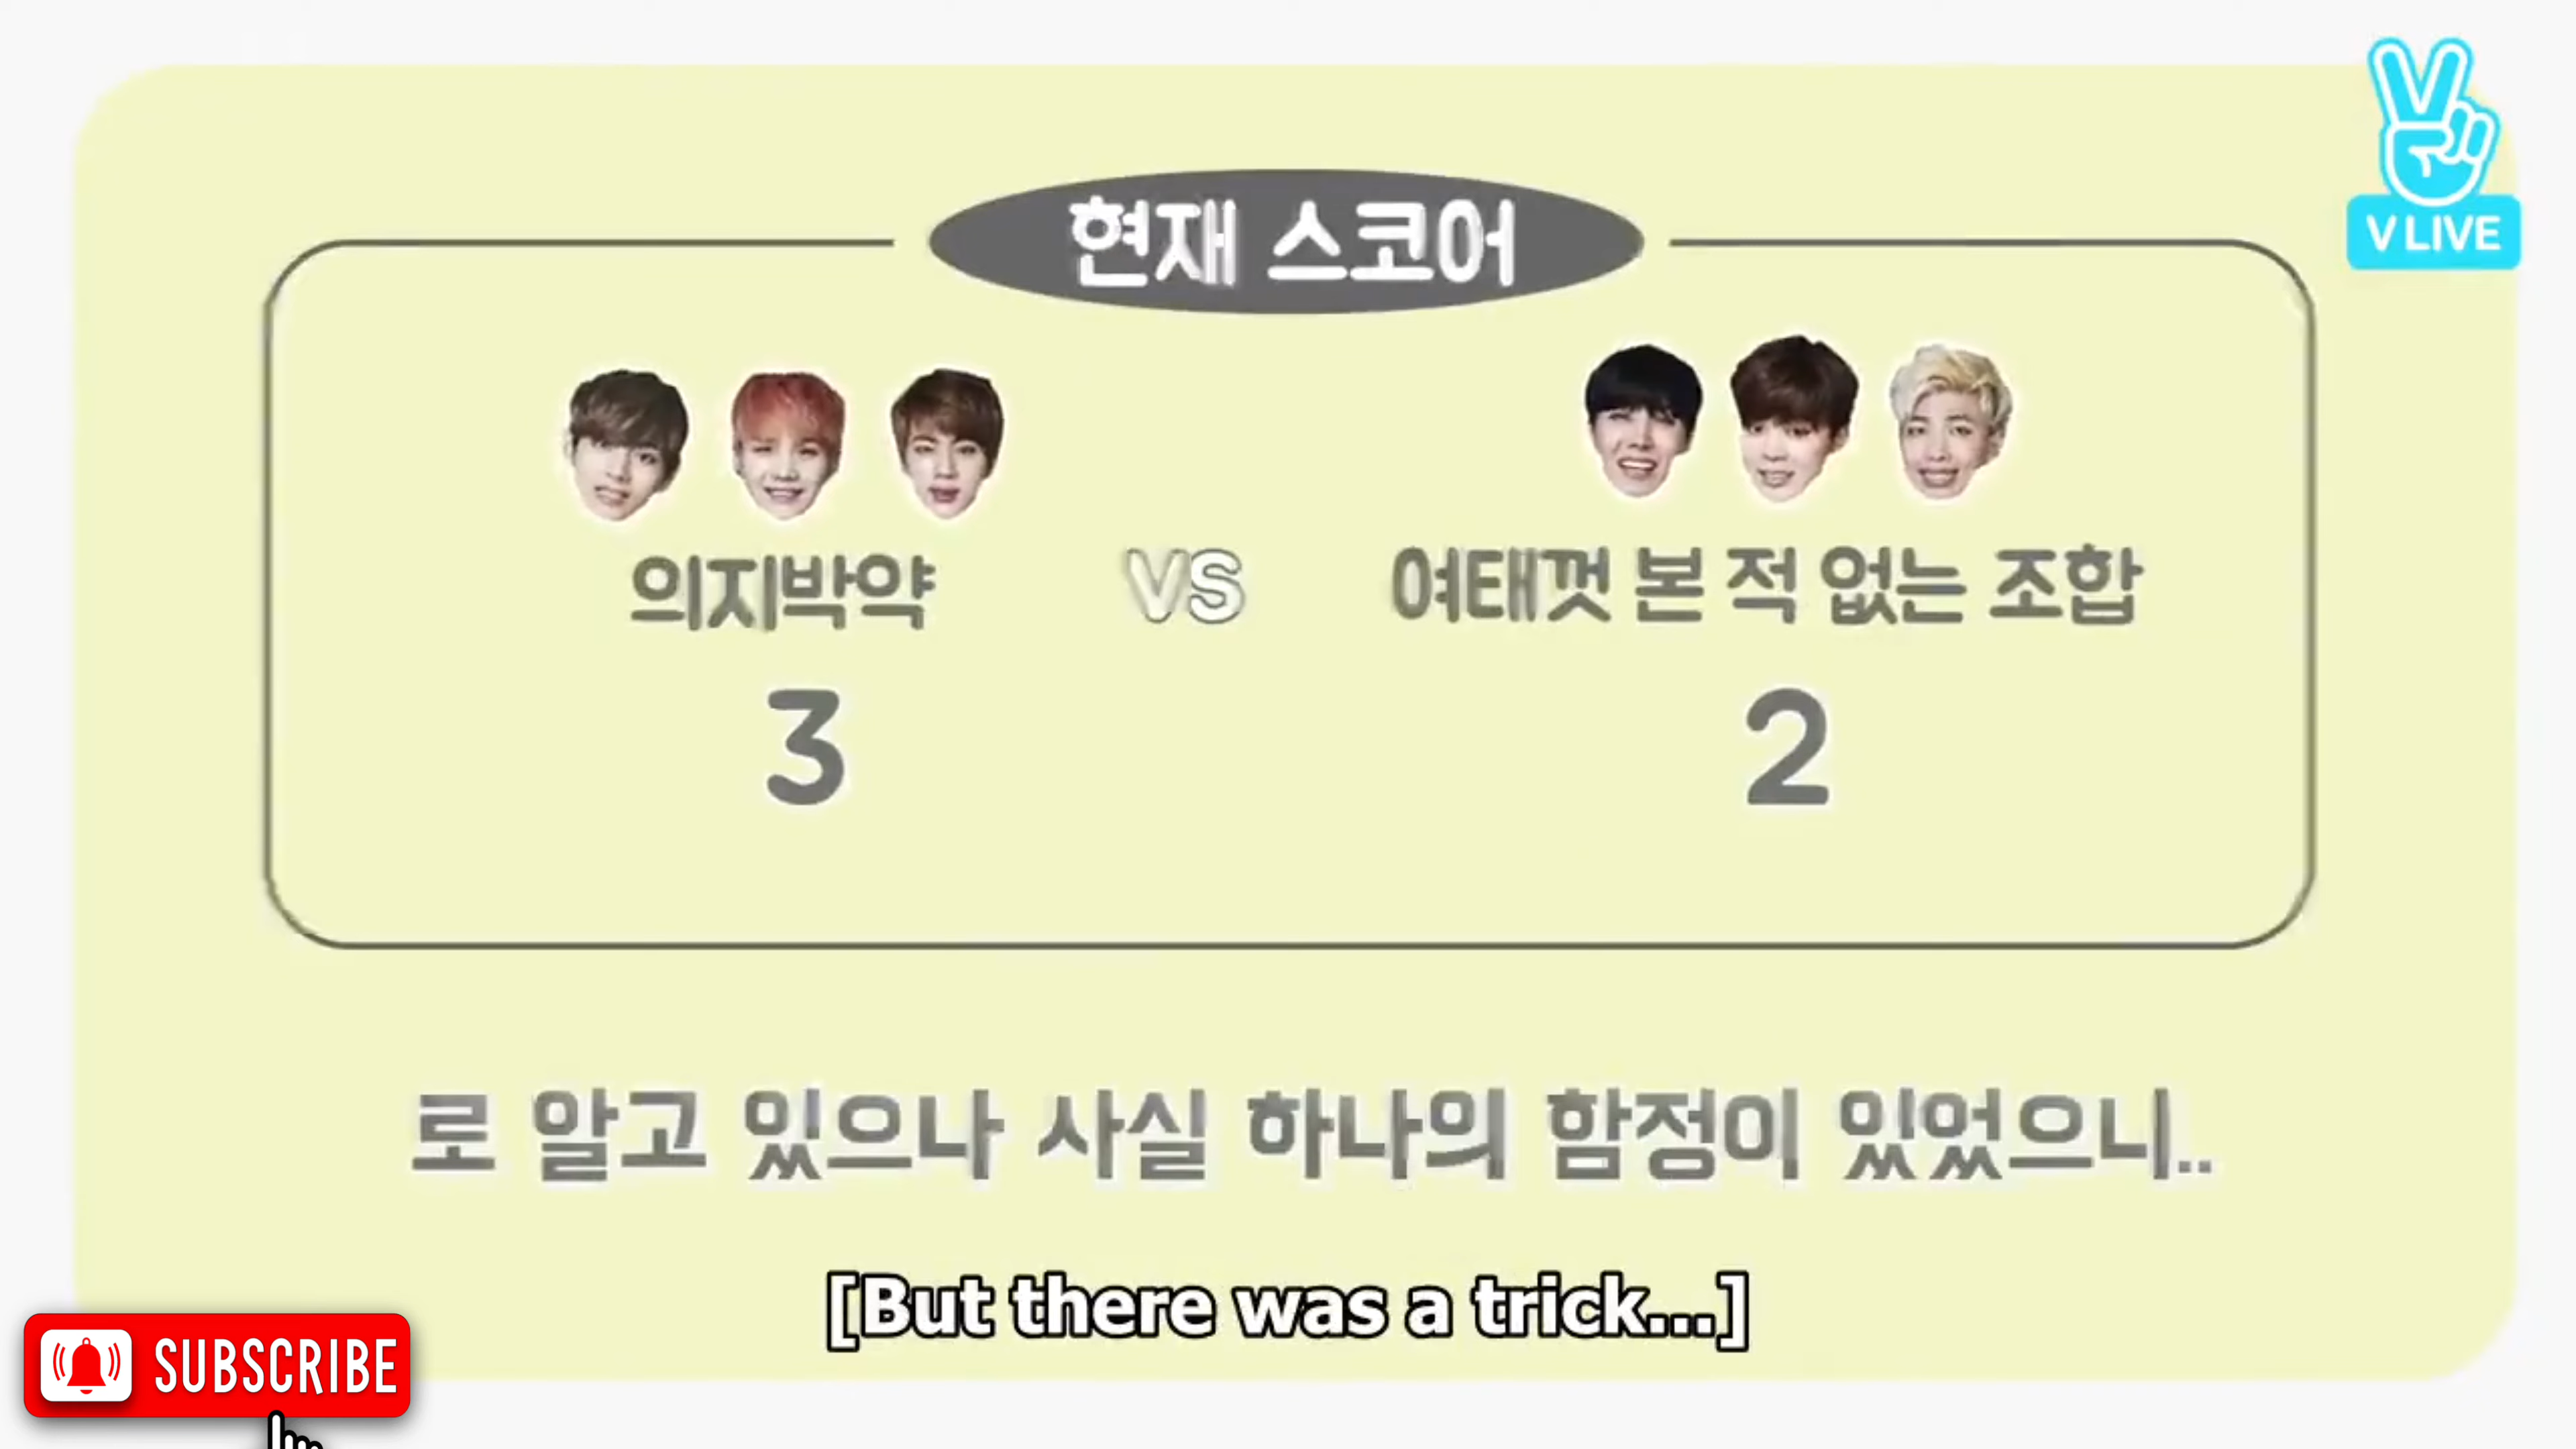 V LIVE
현재 스코어
의지박약 VS 여태껏 본 적 없는 조합
3 2
로 알고 있으나 사실 하나의 함정이 있었으니..
[But there was a trick...]
SUBSCRIBE